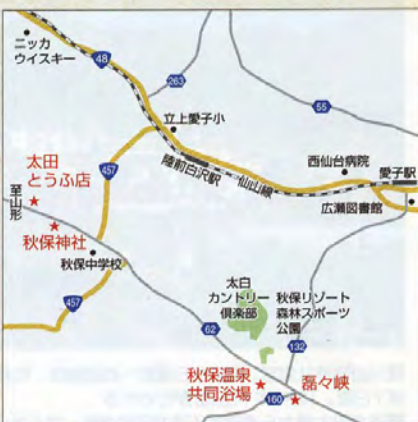 ニッカ
ウイスキー
48
263
55
立上愛子小
陸前白沢駅
仙山線
西仙台病院
愛子駅
広瀬図書館
太田
とうふ店
457
至山形
秋保神社
秋保中学校
太白
カントリー
倶楽部
秋保リゾート
森林スポーツ
公園
457
62
132
秋保温泉
共同浴場
磊々峡
160